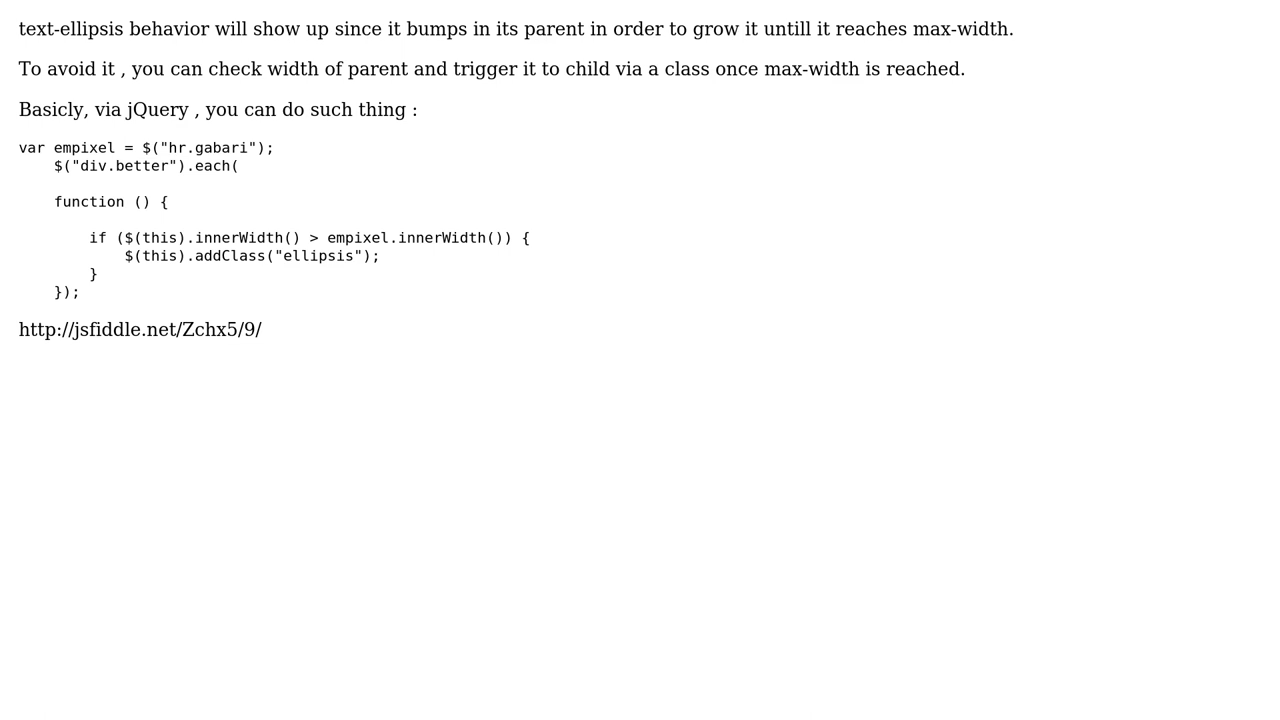 text-ellipsis behavior will show up since it bumps in its parent in order to grow it untill it reaches max-width.
To avoid it , you can check width of parent and trigger it to child via a class once max-width is reached.
Basicly, via jQuery , you can do such thing :
var empixel = $("hr.gabari");
    $("div.better").each(
    function () {
        if ($(this).innerWidth() > empixel.innerWidth()) {
            $(this).addClass("ellipsis");
        }
    });
http://jsfiddle.net/Zchx5/9/